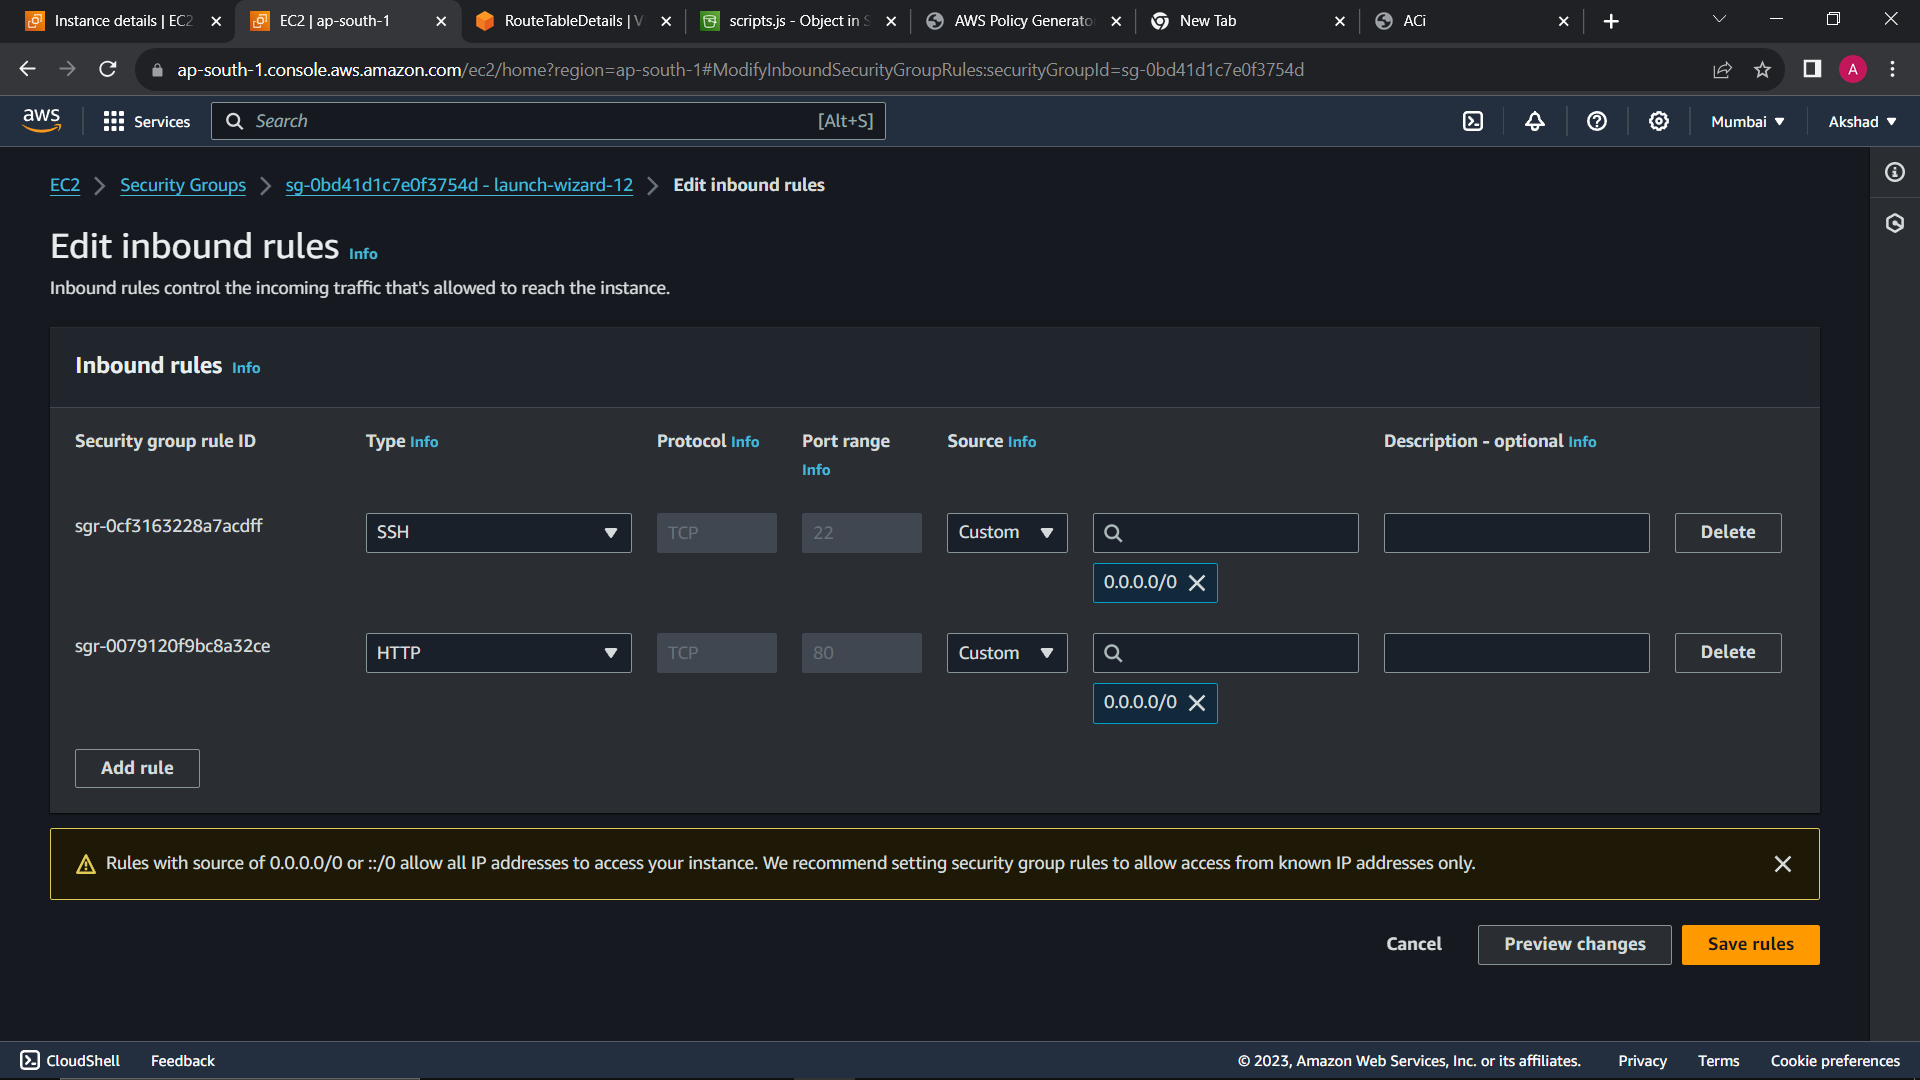 Instance details | EC2
EC2 | ap-south-1
RouteTableDetails | V
scripts.js - Object in S
AWS Policy Generato
New Tab
ACi
ap-south-1.console.aws.amazon.com/ec2/home?region=ap-south-1#ModifyInboundSecurityGroupRules:securityGroupId=sg-0bd41d1c7e0f3754d
A
aws
Services
Search
[Alt+S]
Mumbai
Akshad
EC2
Security Groups
sg-0bd41d1c7e0f3754d - launch-wizard-12
Edit inbound rules
Edit inbound rules Info
Inbound rules control the incoming traffic that's allowed to reach the instance.
Inbound rules Info
Security group rule ID
Type Info
Protocol Info
Port range
Info
Source Info
Description - optional Info
sgr-0cf3163228a7acdff
SSH
TCP
22
Custom
Delete
0.0.0.0/0
sgr-0079120f9bc8a32ce
HTTP
TCP
80
Custom
Delete
0.0.0.0/0
Add rule
Rules with source of 0.0.0.0/0 or ::/0 allow all IP addresses to access your instance. We recommend setting security group rules to allow access from known IP addresses only.
Cancel
Preview changes
Save rules
CloudShell
Feedback
© 2023, Amazon Web Services, Inc. or its affiliates.
Privacy
Terms
Cookie preferences